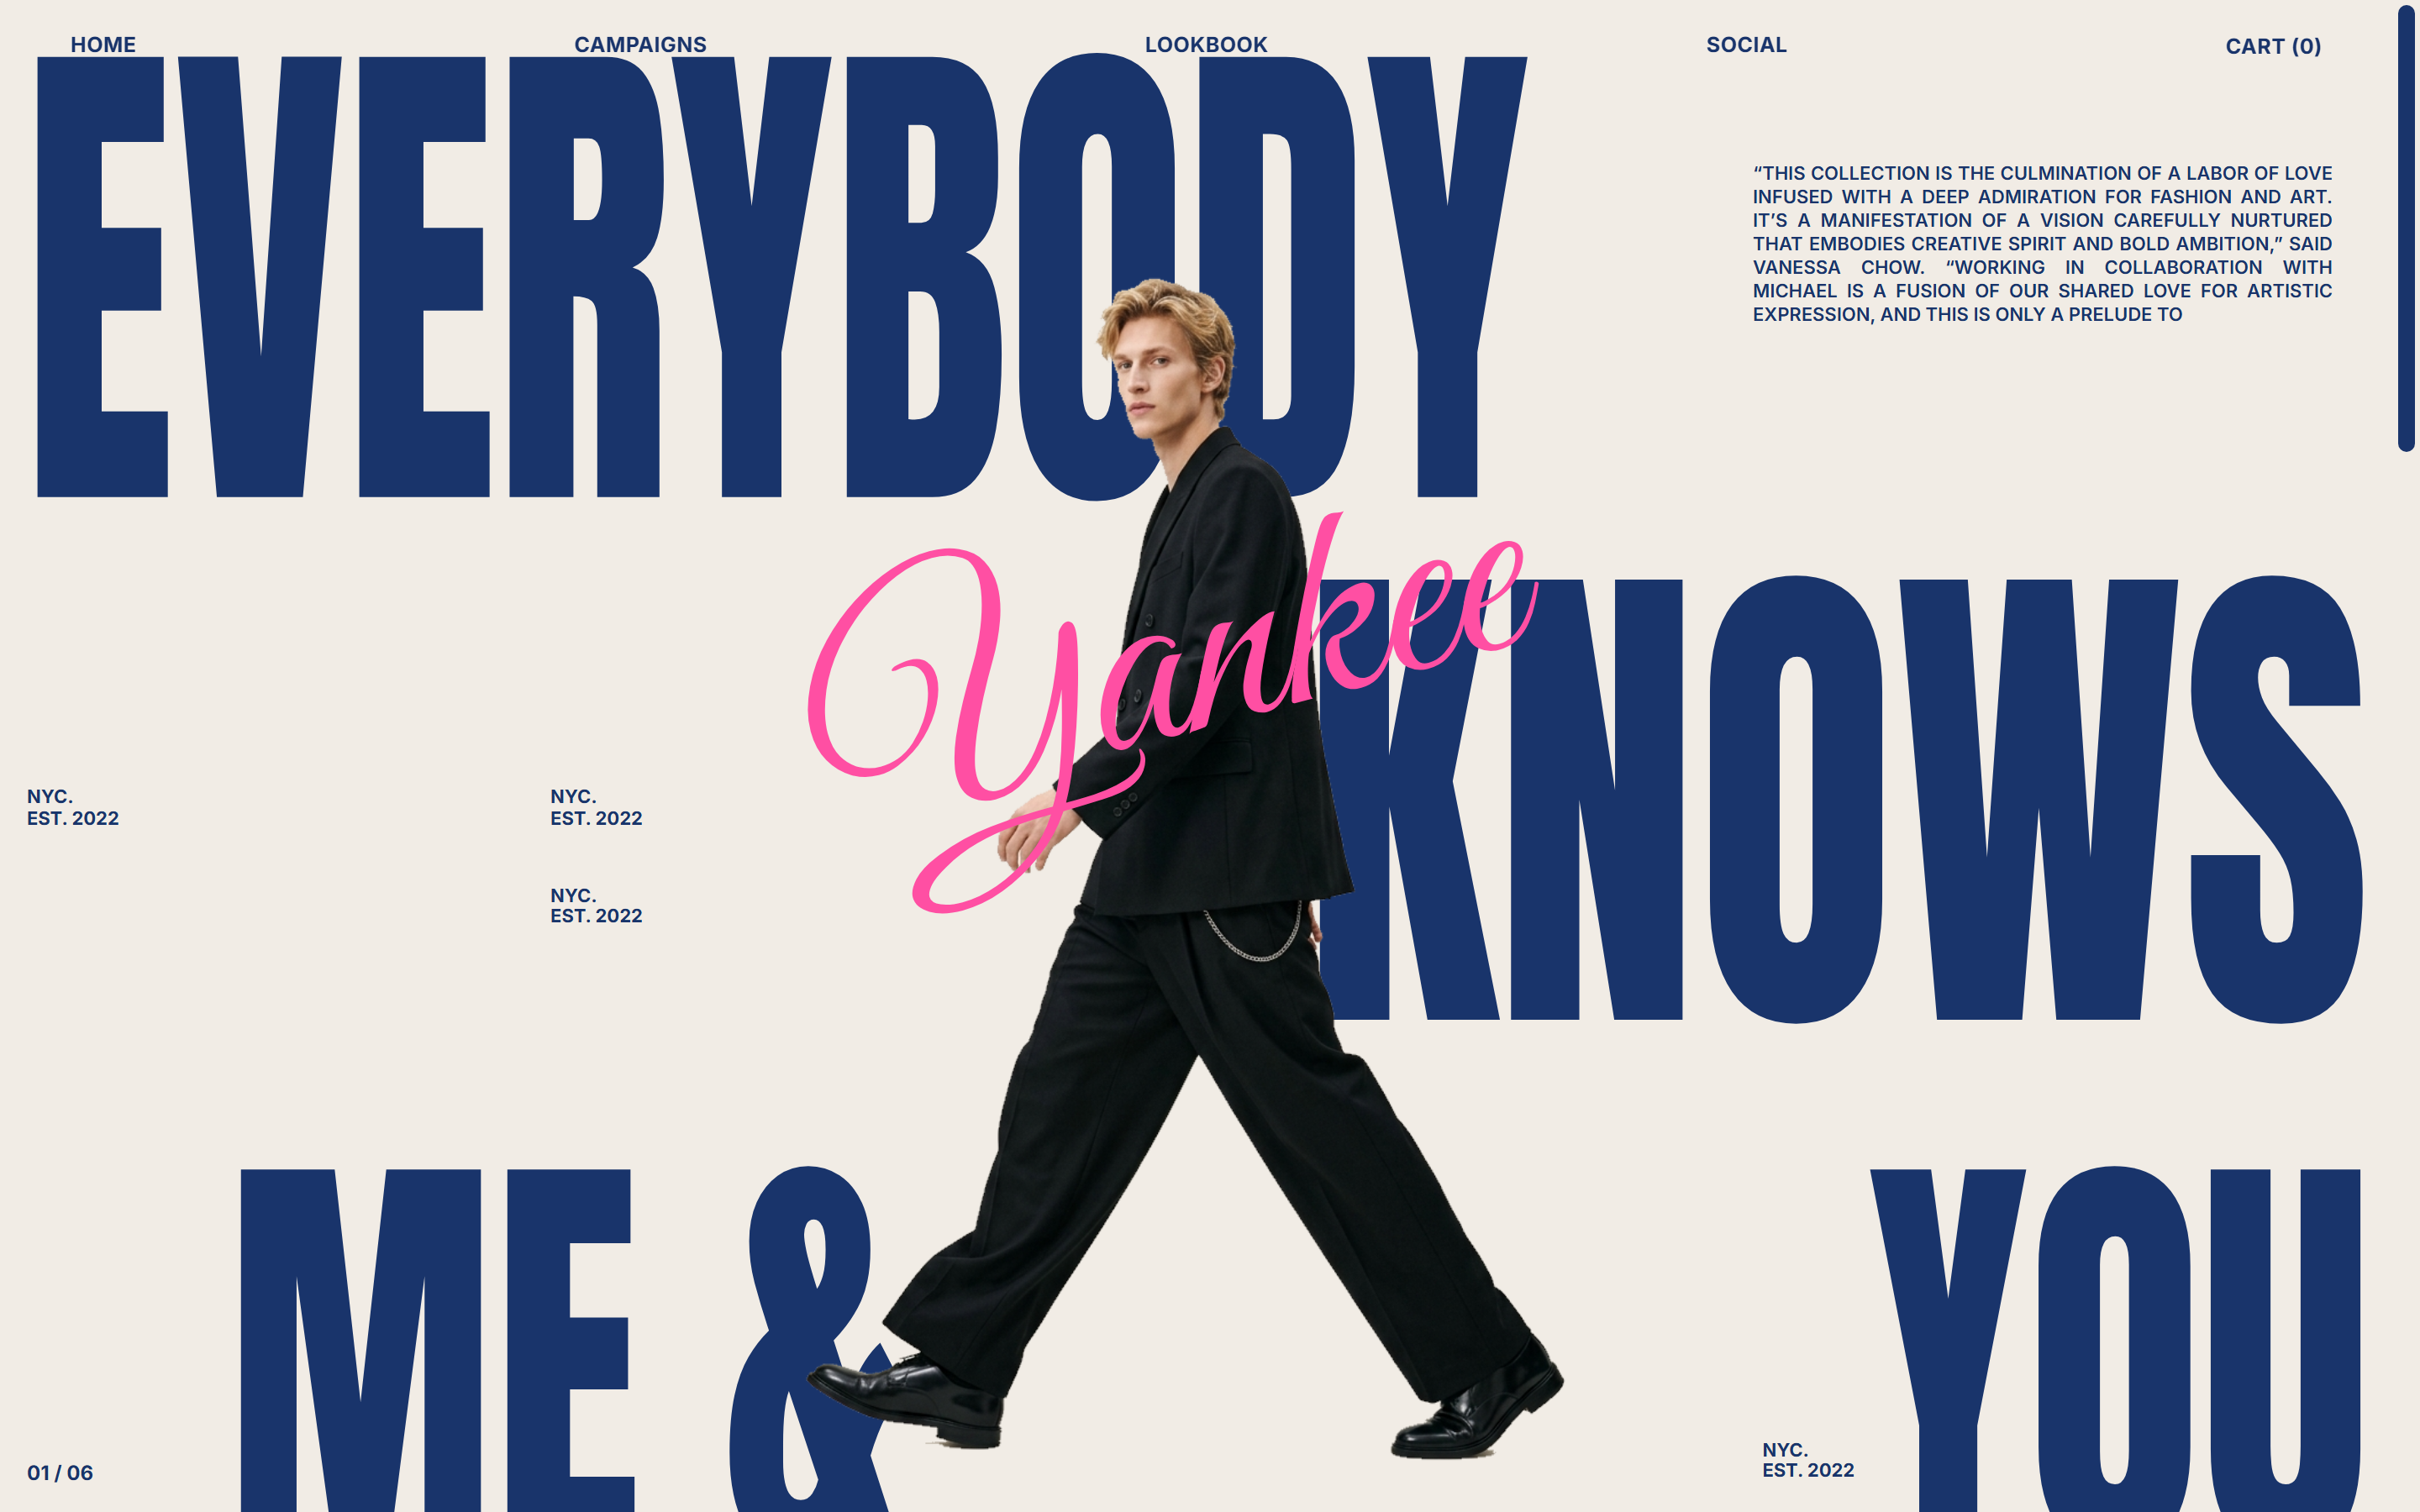 HOME CAMPAIGNS LOOKBOOK SOCIAL CART (0)
EVERYBODY
“THIS COLLECTION IS THE CULMINATION OF A LABOR OF LOVE
INFUSED WITH A DEEP ADMIRATION FOR FASHION AND ART.
IT’S A MANIFESTATION OF A VISION CAREFULLY NURTURED
THAT EMBODIES CREATIVE SPIRIT AND BOLD AMBITION,” SAID
VANESSA CHOW. “WORKING IN COLLABORATION WITH
MICHAEL IS A FUSION OF OUR SHARED LOVE FOR ARTISTIC
EXPRESSION, AND THIS IS ONLY A PRELUDE TO
Yankee
KNOWS
NYC.
EST. 2022
NYC.
EST. 2022
NYC.
EST. 2022
ME & YOU
NYC.
EST. 2022
01 / 06